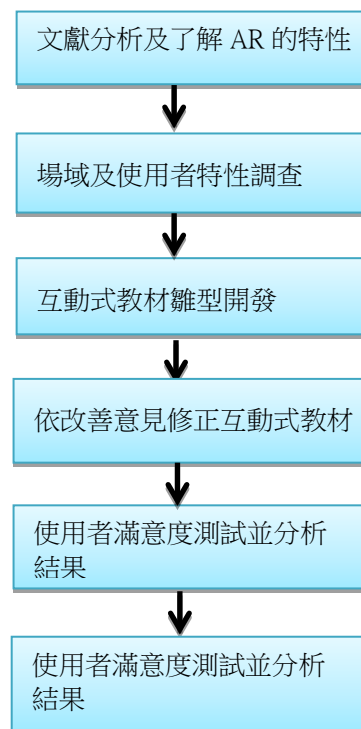 文獻分析及了解 AR 的特性
場域及使用者特性調查
互動式教材雛型開發
依改善意見修正互動式教材
使用者滿意度測試並分析
結果
使用者滿意度測試並分析
結果